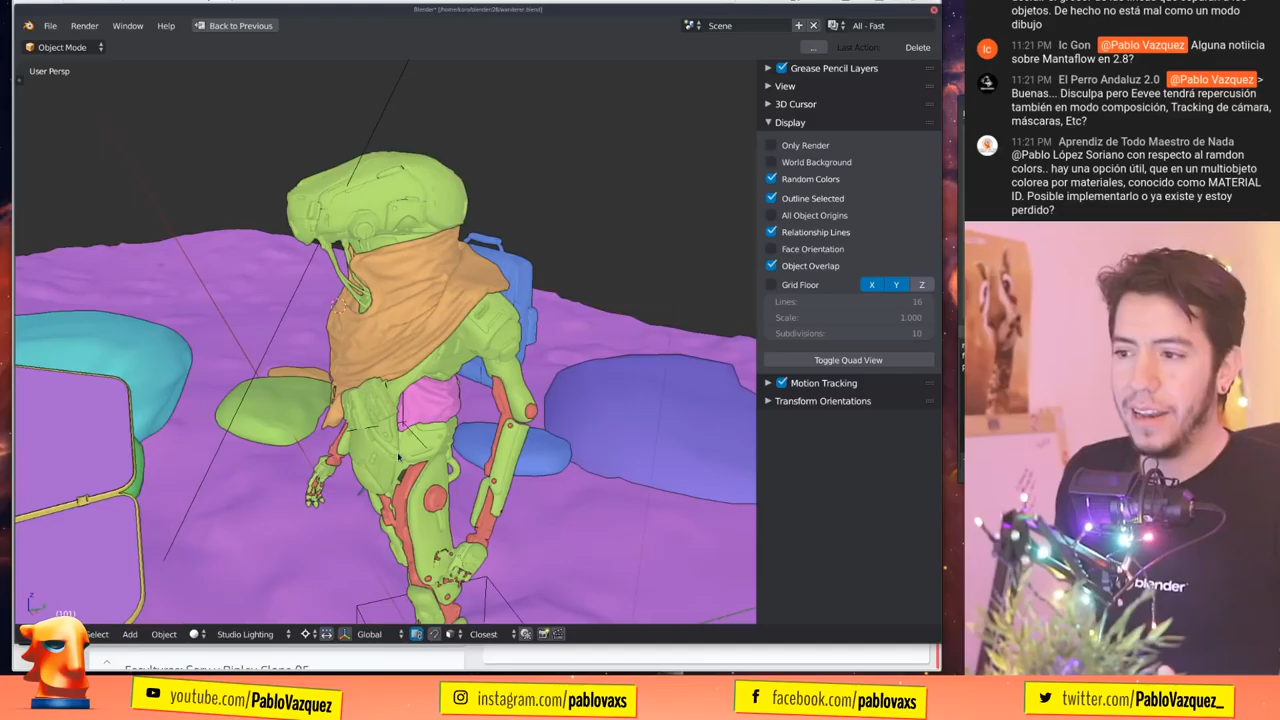 Blender* [/home/koro/blender/28/wanderer.blend]
File
Render
Window
Help
Back to Previous
Scene
All - Fast
Object Mode
...
Last Action:
Delete
User Persp
Grease Pencil Layers
View
3D Cursor
Display
Only Render
World Background
Random Colors
Outline Selected
All Object Origins
Relationship Lines
Face Orientation
Object Overlap
Grid Floor
X
Y
Z
Lines:
16
Scale:
1.000
Subdivisions:
10
Toggle Quad View
Motion Tracking
Transform Orientations
(101)
Select
Add
Object
Studio Lighting
Global
Closest
objetos. De hecho no está mal como un modo
dibujo
11:21 PM Ic Gon @Pablo Vazquez Alguna notiicia
sobre Mantaflow en 2.8?
11:21 PM El Perro Andaluz 2.0 @Pablo Vazquez >
Buenas... Disculpa pero Eevee tendrá repercusión
también en modo composición, Tracking de cámara,
máscaras, Etc?
11:21 PM Aprendiz de Todo Maestro de Nada
@Pablo López Soriano con respecto al ramdon
colors.. hay una opción útil, que en un multiobjeto
colorea por materiales, conocido como MATERIAL
ID. Posible implementarlo o ya existe y estoy
perdido?
blender
youtube.com/PabloVazquez
instagram.com/pablovaxs
facebook.com/pablovaxs
twitter.com/PabloVazquez_